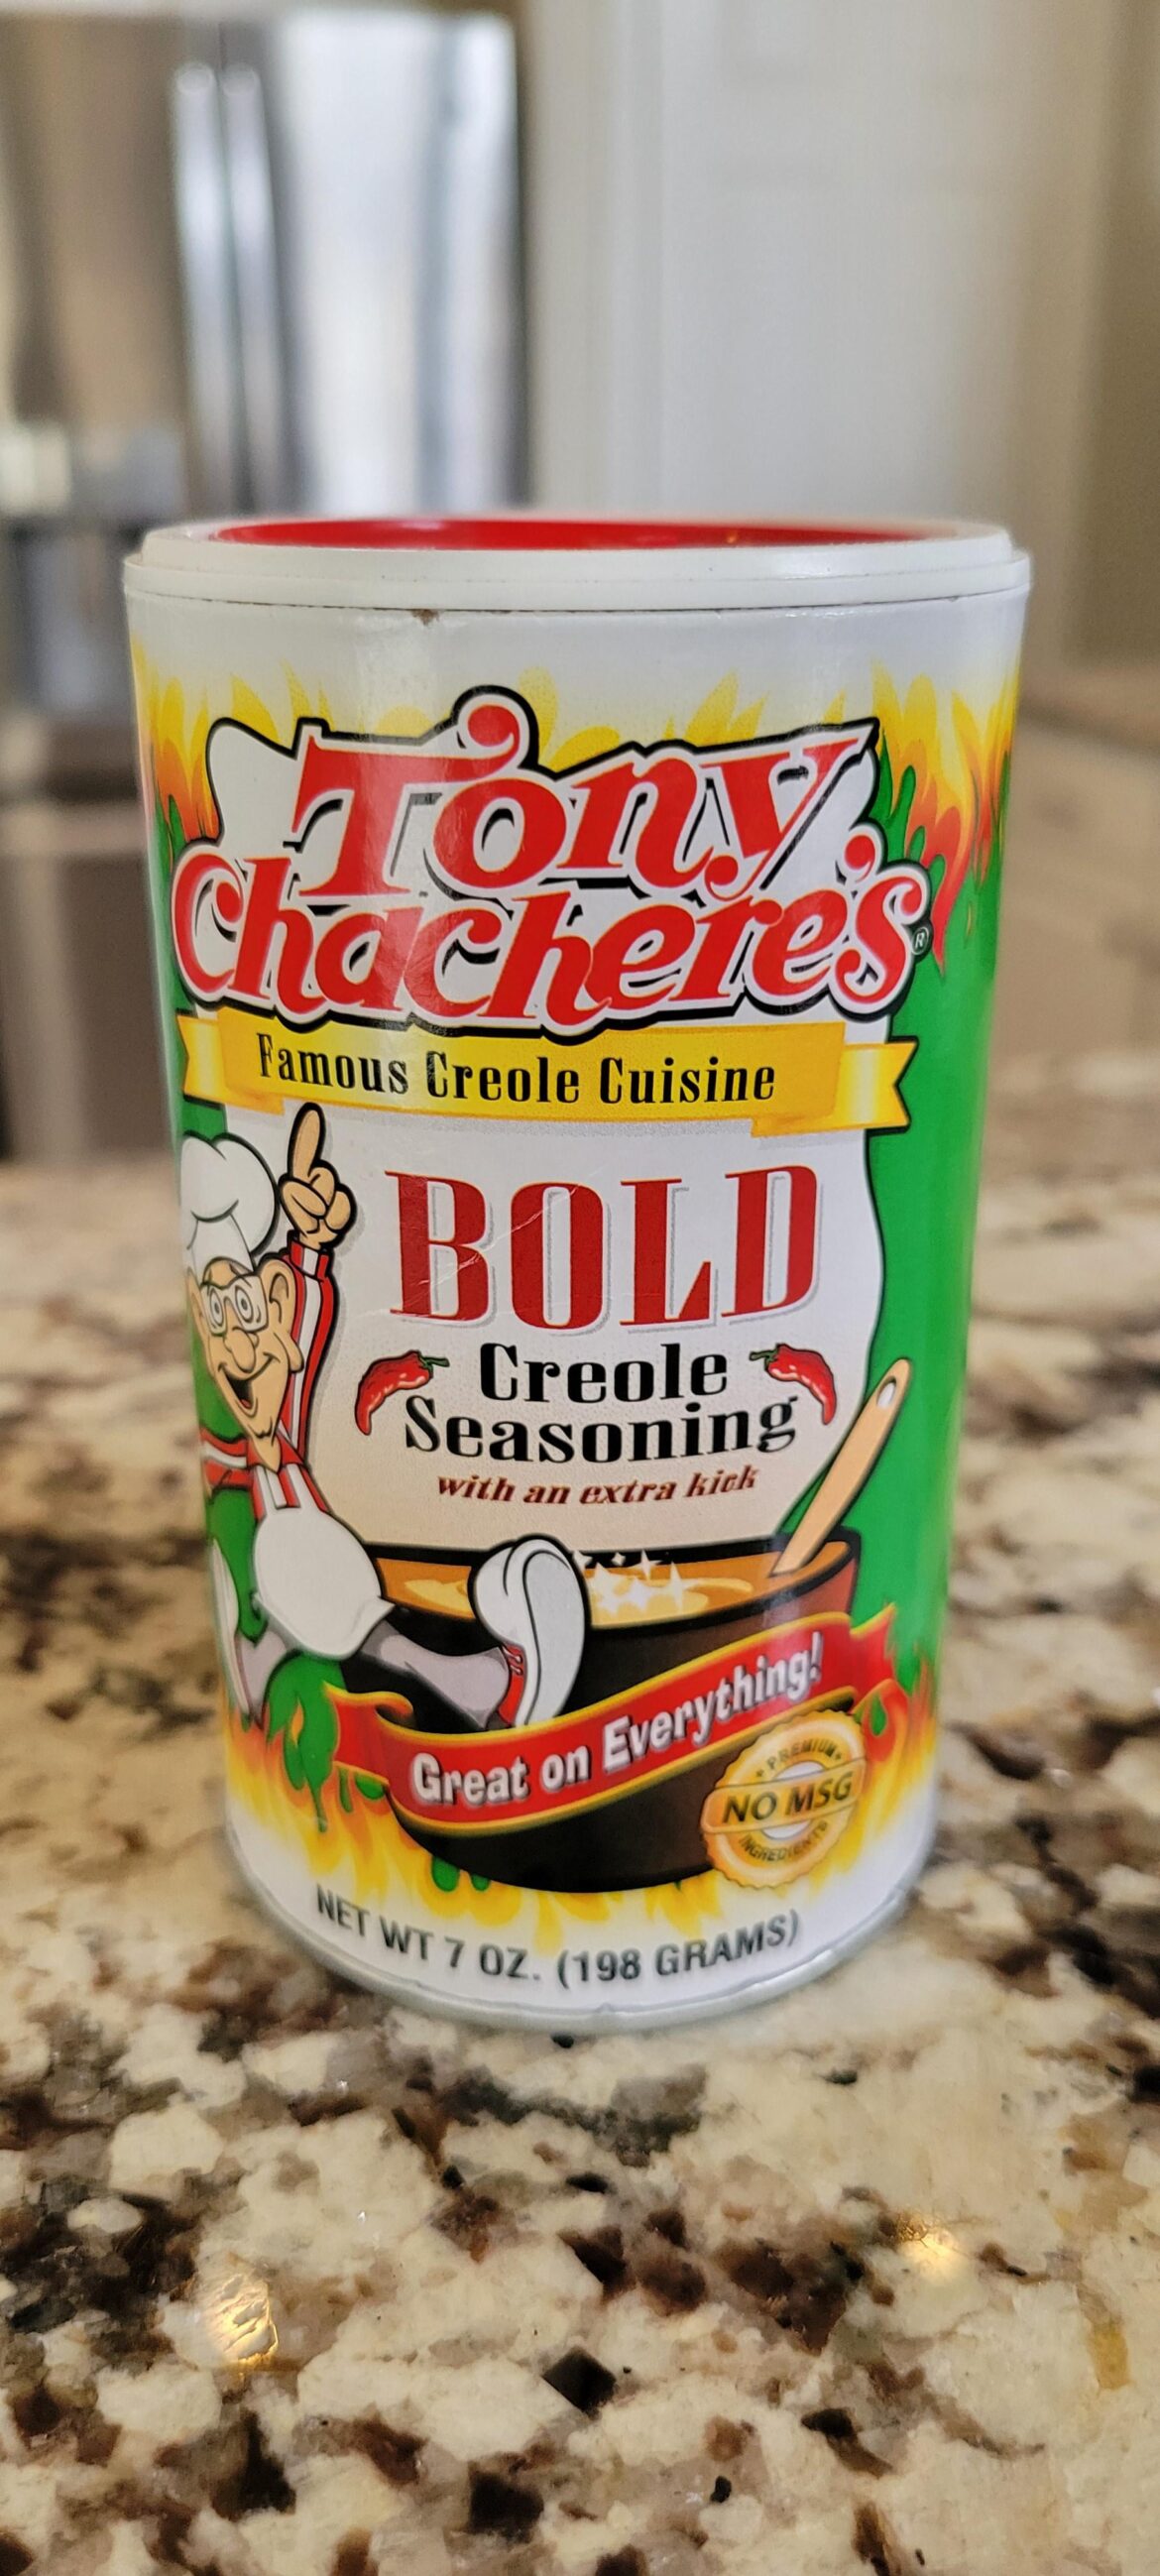 Tony
Chachere's®
Famous Creole Cuisine
BOLD
Creole
Seasoning
with an extra kick
Great on Everything!
PREMIUM
NO MSG
INGREDIENTS
NET WT 7 OZ. (198 GRAMS)